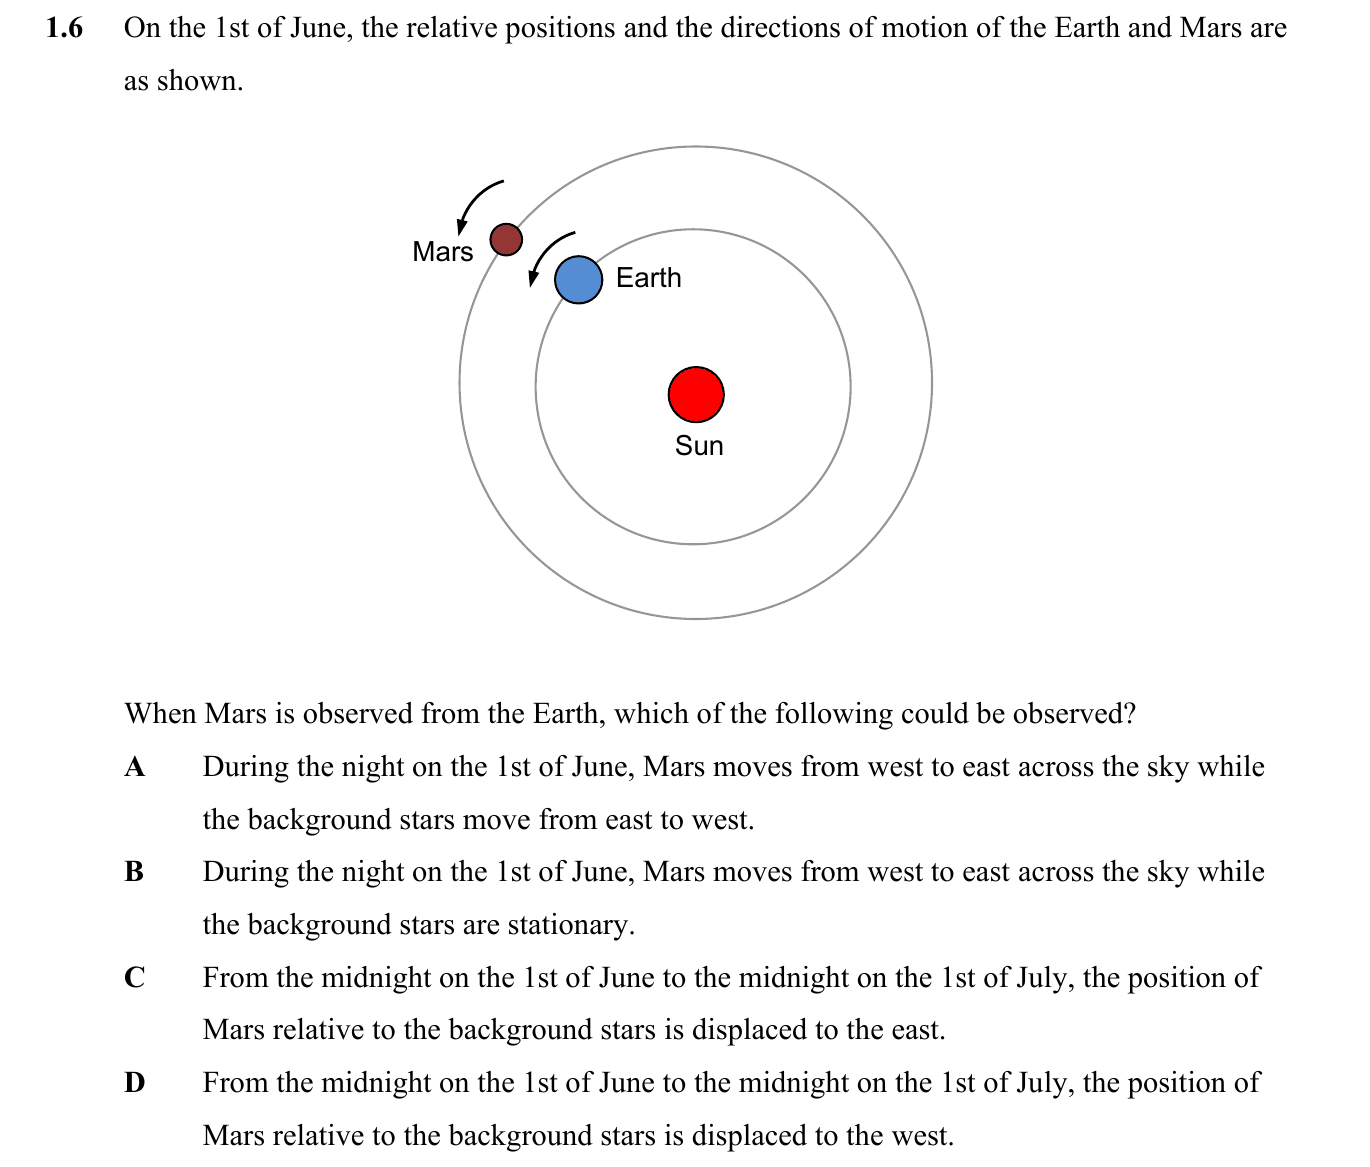 1.6 On the 1st of June, the relative positions and the directions of motion of the Earth and Mars are
as shown.
Mars
Earth
Sun
When Mars is observed from the Earth, which of the following could be observed?
A During the night on the 1st of June, Mars moves from west to east across the sky while
the background stars move from east to west.
B During the night on the 1st of June, Mars moves from west to east across the sky while
the background stars are stationary.
C From the midnight on the 1st of June to the midnight on the 1st of July, the position of
Mars relative to the background stars is displaced to the east.
D From the midnight on the 1st of June to the midnight on the 1st of July, the position of
Mars relative to the background stars is displaced to the west.